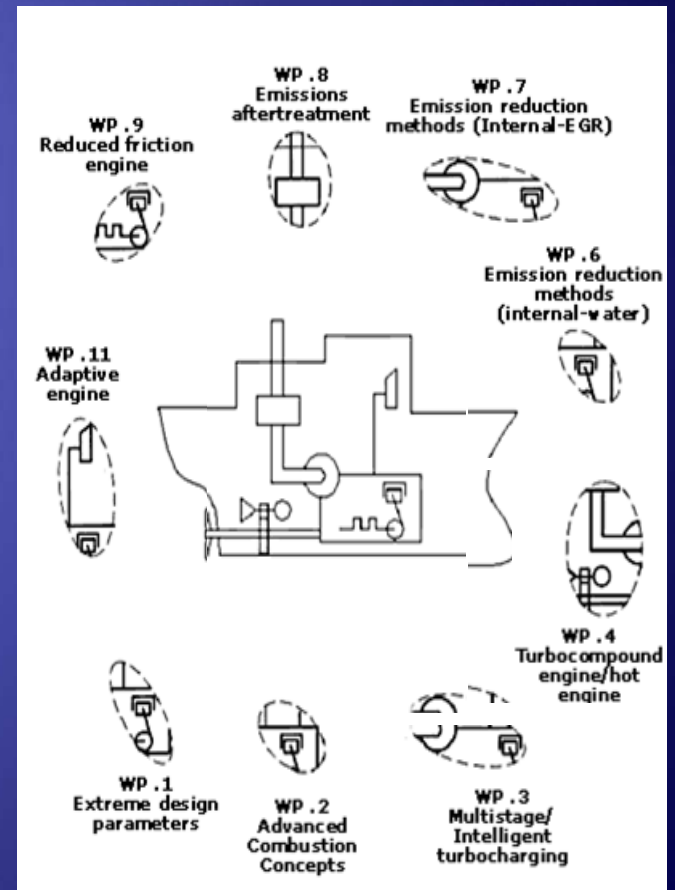 WP .8
Emissions
aftertreatment
WP .7
Emission reduction
methods (Internal-EGR)
WP .9
Reduced friction
engine
WP .6
Emission reduction
methods
(internal-water)
WP .11
Adaptive
engine
WP .4
Turbocompound
engine/hot
engine
WP .1
Extreme design
parameters
WP .2
Advanced
Combustion
Concepts
WP .3
Multistage/
Intelligent
turbocharging